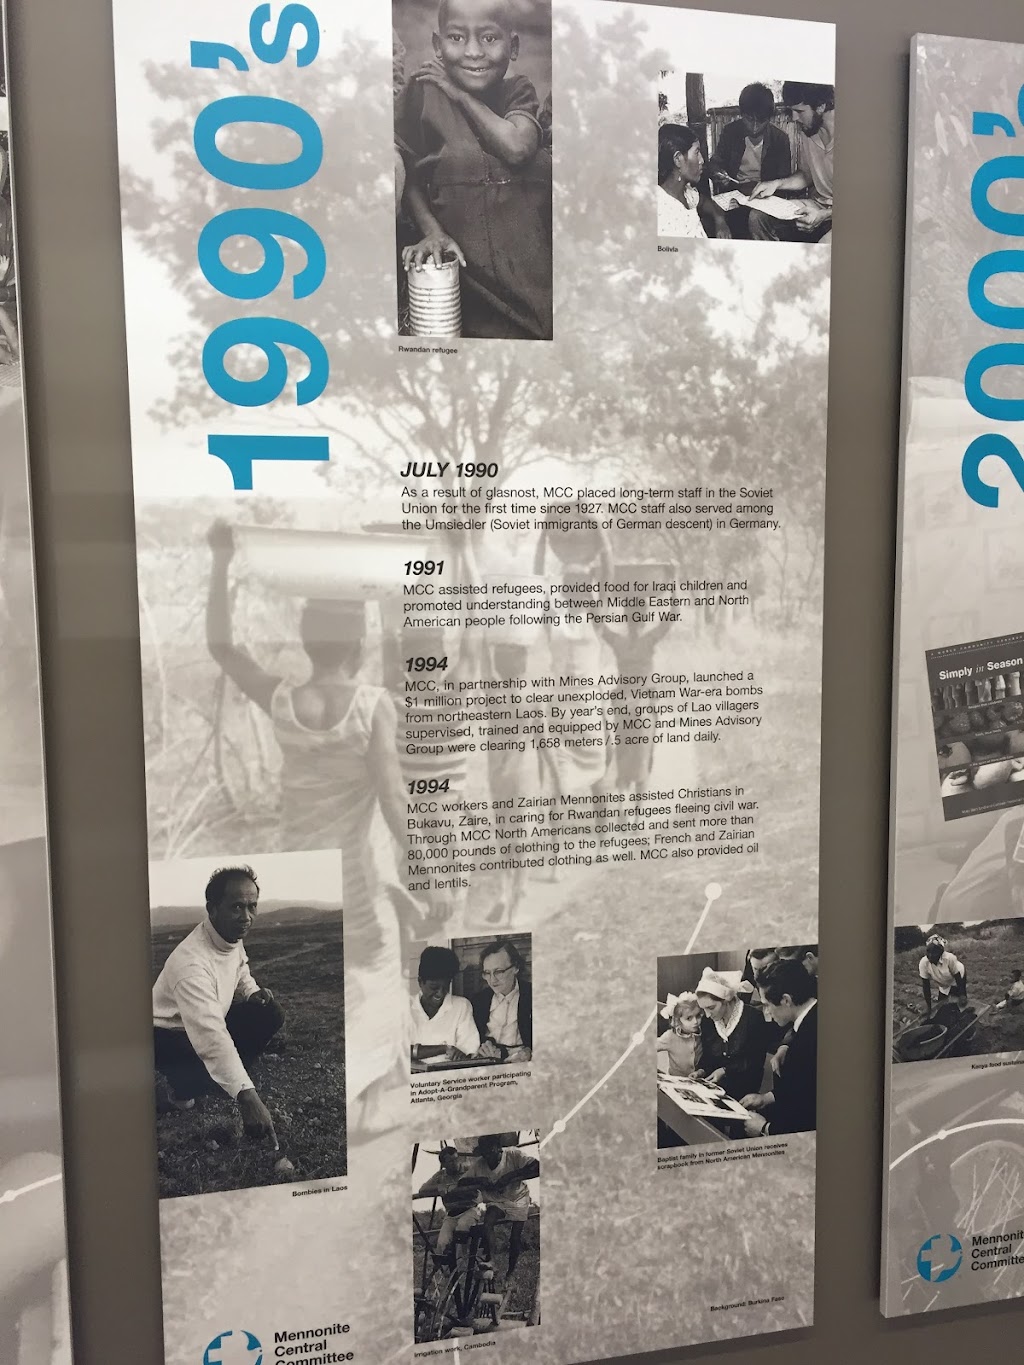 1990's
Rwandan refugee
Bolivia
JULY 1990
As a result of glasnost, MCC placed long-term staff in the Soviet
Union for the first time since 1927. MCC staff also served among
the Umsiedler (Soviet immigrants of German descent) in Germany.
1991
MCC assisted refugees, provided food for Iraqi children and
promoted understanding between Middle Eastern and North
American people following the Persian Gulf War.
1994
MCC, in partnership with Mines Advisory Group, launched a
$1 million project to clear unexploded, Vietnam War-era bombs
from northeastern Laos. By year's end, groups of Lao villagers
supervised, trained and equipped by MCC and Mines Advisory
Group were clearing 1,658 meters/.5 acre of land daily.
1994
MCC workers and Zairian Mennonites assisted Christians in
Bukavu, Zaire, in caring for Rwandan refugees fleeing civil war.
Through MCC North Americans collected and sent more than
80,000 pounds of clothing to the refugees; French and Zairian
Mennonites contributed clothing as well. MCC also provided oil
and lentils.
Bombies in Laos
Voluntary Service worker participating
in Adopt-A-Grandparent Program,
Atlanta, Georgia
Baptist family in former Soviet Union receives
scrapbook from North American Mennonites
Irrigation work, Cambodia
Background: Burkina Faso
Mennonite
Central
Committee
2000's
Simply in Season
Kenya food
Mennonit
Central
Committe